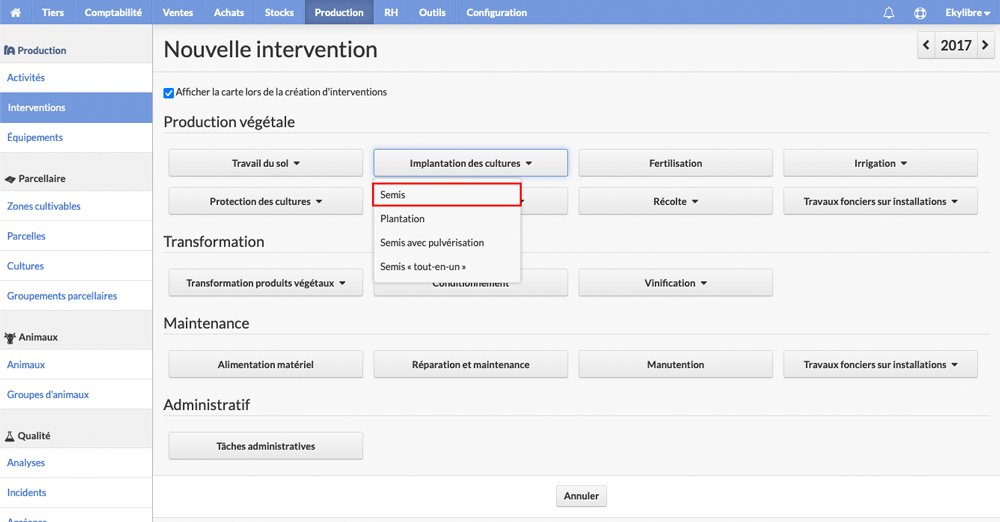 Tiers Comptabilité Ventes Achats Stocks Production RH Outils Configuration Ekylibre
Production
Activités
Interventions
Équipements
Parcellaire
Zones cultivables
Parcelles
Cultures
Groupements parcellaires
Animaux
Animaux
Groupes d'animaux
Qualité
Analyses
Incidents
Nouvelle intervention
2017
Afficher la carte lors de la création d'interventions
Production végétale
Travail du sol Implantation des cultures Fertilisation Irrigation
Protection des cultures Récolte Travaux fonciers sur installations
Semis
Plantation
Semis avec pulvérisation
Semis « tout-en-un »
Transformation
Transformation produits végétaux Conditionnement Vinification
Maintenance
Alimentation matériel Réparation et maintenance Manutention Travaux fonciers sur installations
Administratif
Tâches administratives
Annuler